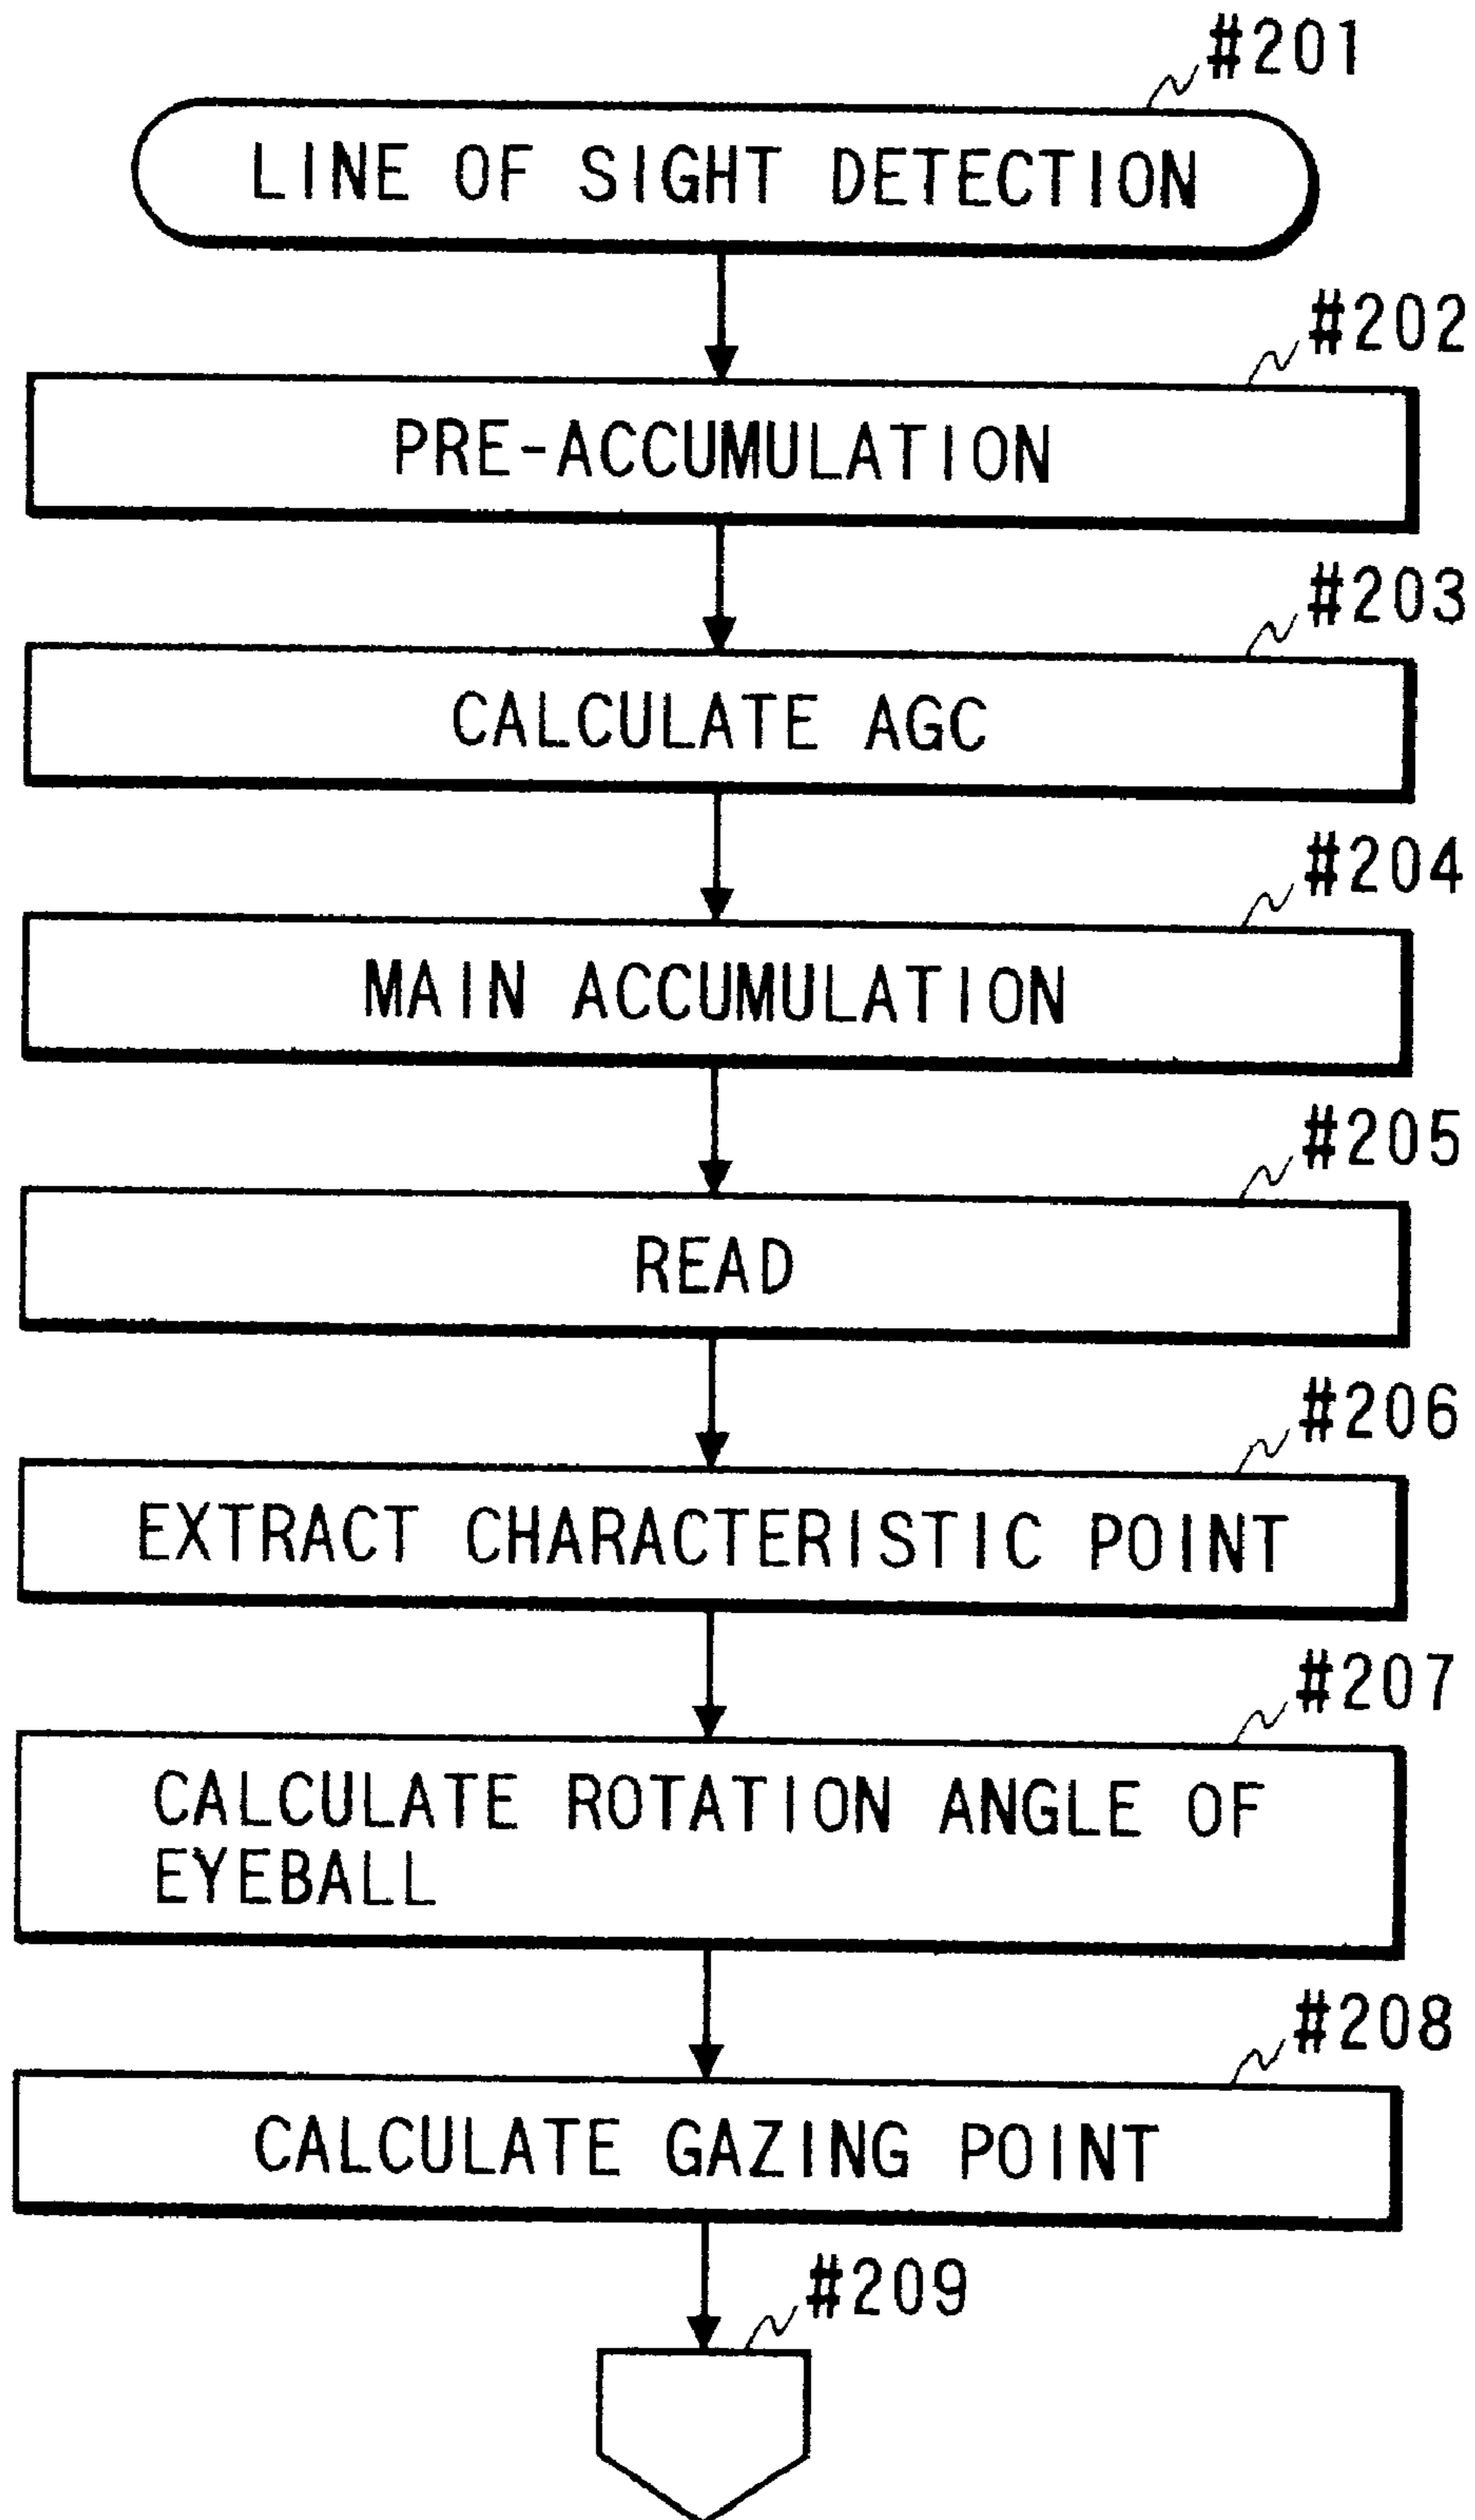 #201
LINE OF SIGHT DETECTION
#202
PRE-ACCUMULATION
#203
CALCULATE AGC
#204
MAIN ACCUMULATION
#205
READ
#206
EXTRACT CHARACTERISTIC POINT
#207
CALCULATE ROTATION ANGLE OF
EYEBALL
#208
CALCULATE GAZING POINT
#209